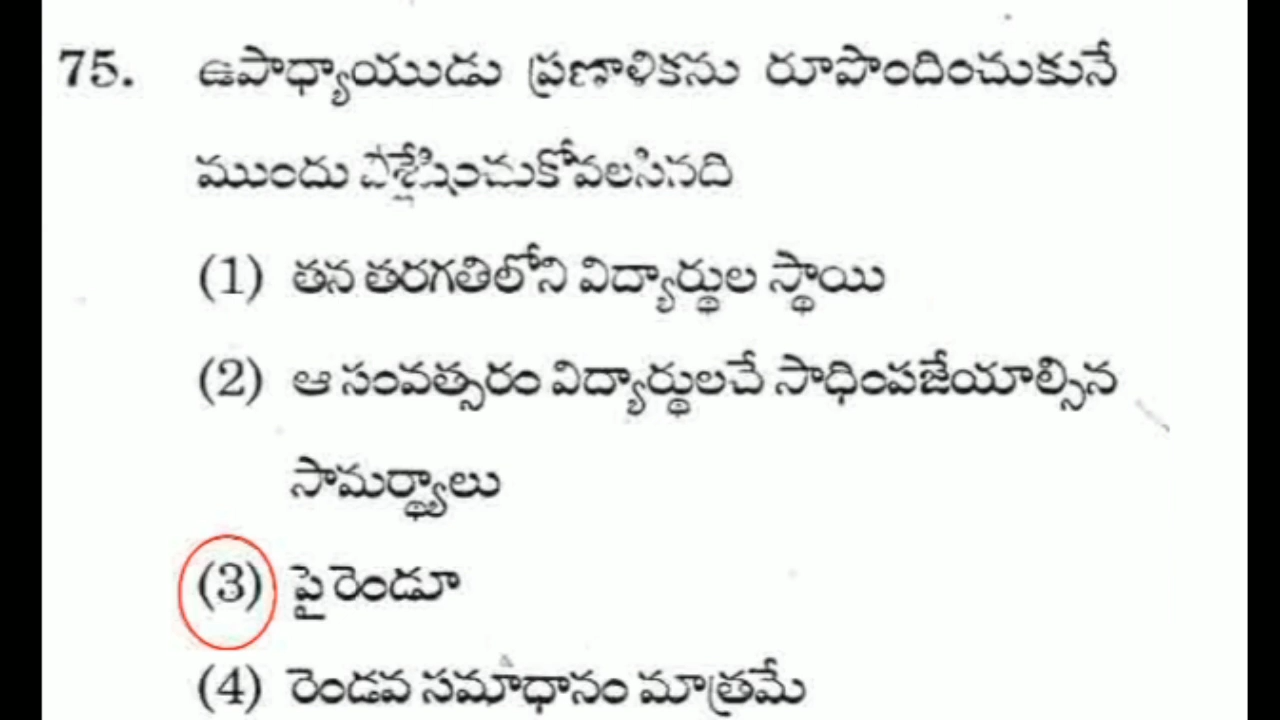 75. ఉపాధ్యాయుడు ప్రణాళికను రూపొందించుకునే
ముందు విశ్లేషించుకోవలసినది
(1) తన తరగతిలోని విద్యార్థుల స్థాయి
(2) ఆ సంవత్సరం విద్యార్థులచే సాధింపజేయాల్సిన
సామర్థ్యాలు
(3) పై రెండూ
(4) రెండవ సమాధానం మాత్రమే